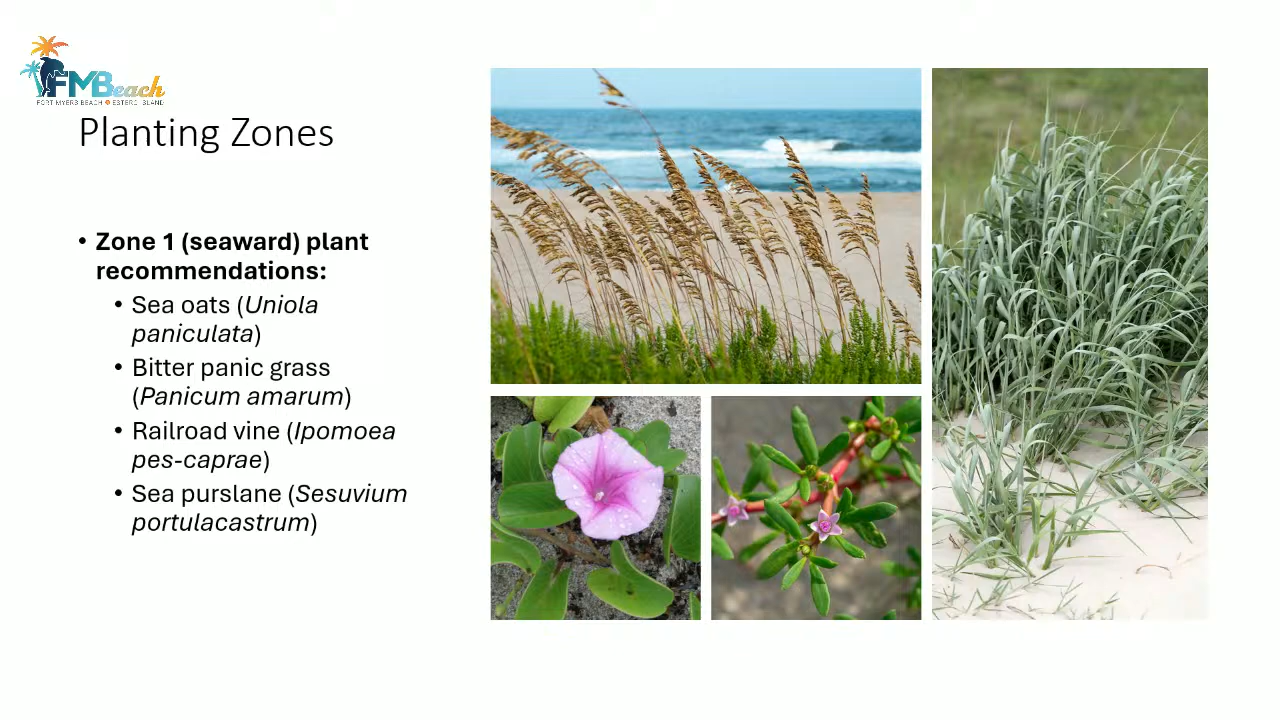 FMBeach
FORT MYERS BEACH ESTERO ISLAND
Planting Zones
• Zone 1 (seaward) plant
recommendations:
• Sea oats (Uniola
paniculata)
• Bitter panic grass
(Panicum amarum)
• Railroad vine (Ipomoea
pes-caprae)
• Sea purslane (Sesuvium
portulacastrum)